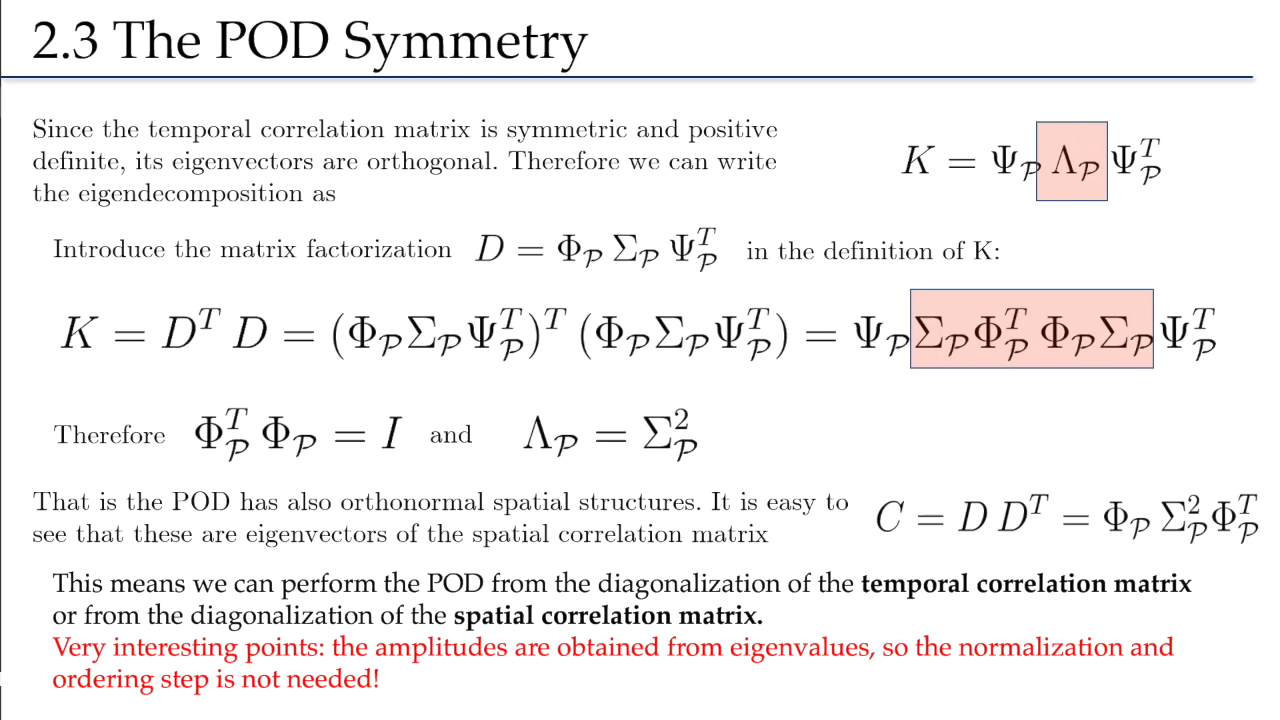 2.3 The POD Symmetry
Since the temporal correlation matrix is symmetric and positive
definite, its eigenvectors are orthogonal. Therefore we can write
the eigendecomposition as
K = Ψ_𝒫 Λ_𝒫 Ψ_𝒫^T
Introduce the matrix factorization D = Φ_𝒫 Σ_𝒫 Ψ_𝒫^T in the definition of K:
K = D^T D = (Φ_𝒫 Σ_𝒫 Ψ_𝒫^T)^T (Φ_𝒫 Σ_𝒫 Ψ_𝒫^T) = Ψ_𝒫 Σ_𝒫 Φ_𝒫^T Φ_𝒫 Σ_𝒫 Ψ_𝒫^T
Therefore Φ_𝒫^T Φ_𝒫 = I and Λ_𝒫 = Σ_𝒫^2
That is the POD has also orthonormal spatial structures. It is easy to
see that these are eigenvectors of the spatial correlation matrix
C = D D^T = Φ_𝒫 Σ_𝒫^2 Φ_𝒫^T
This means we can perform the POD from the diagonalization of the temporal correlation matrix
or from the diagonalization of the spatial correlation matrix.
Very interesting points: the amplitudes are obtained from eigenvalues, so the normalization and
ordering step is not needed!